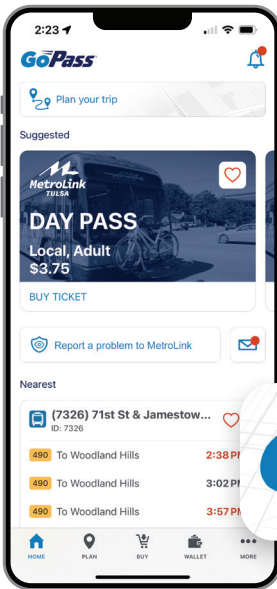 2:23
GoPass
Plan your trip
Suggested
MetroLink
TULSA
DAY PASS
Local, Adult
$3.75
BUY TICKET
Report a problem to MetroLink
Nearest
(7326) 71st St & Jamestow...
ID: 7326
490 To Woodland Hills 2:38 PM
490 To Woodland Hills 3:02 PM
490 To Woodland Hills 3:57 PM
HOME PLAN BUY WALLET MORE